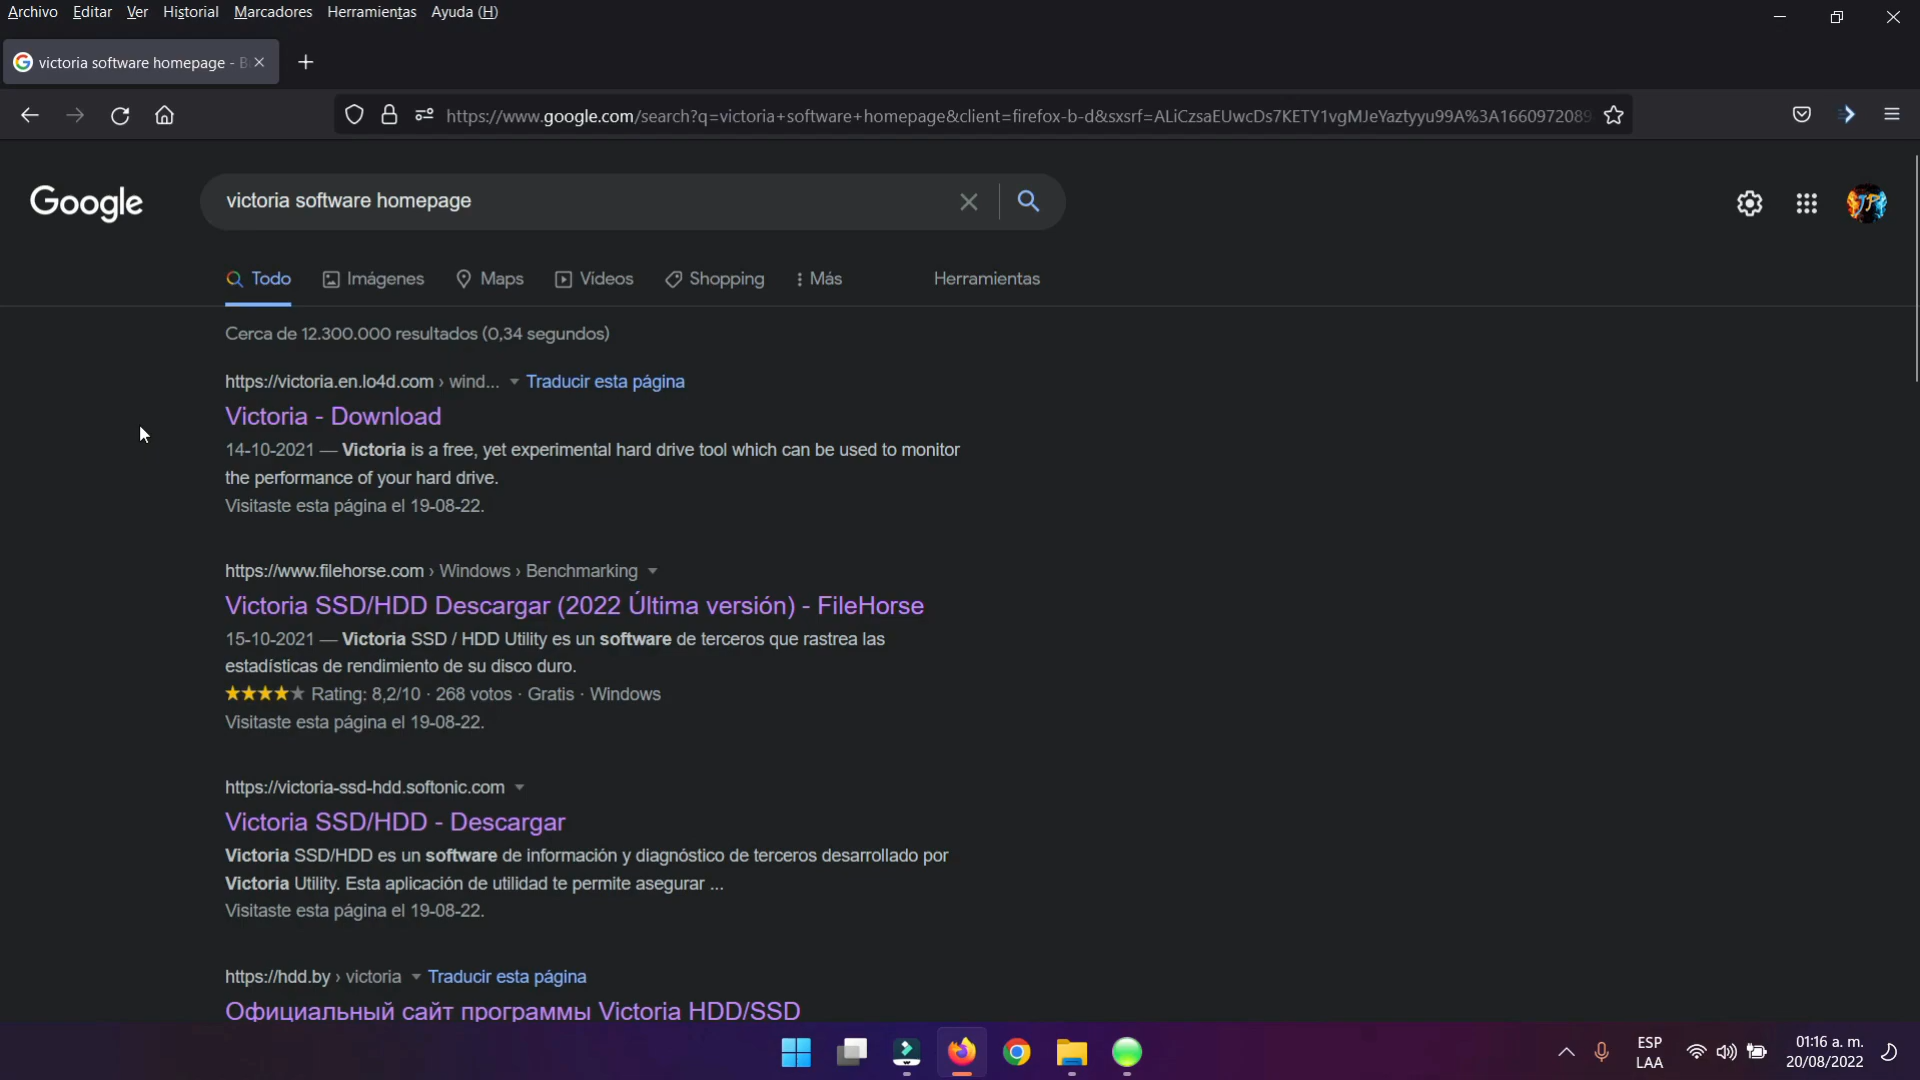 Archivo Editar Ver Historial Marcadores Herramientas Ayuda (H)
victoria software homepage - B
https://www.google.com/search?q=victoria+software+homepage&client=firefox-b-d&sxsrf=ALiCzsaEUwcDs7KETY1vgMJeYaztyyu99A%3A1660972089
Google
victoria software homepage
Todo Imágenes Maps Vídeos Shopping Más Herramientas
Cerca de 12.300.000 resultados (0,34 segundos)
https://victoria.en.lo4d.com › wind... Traducir esta página
Victoria - Download
14-10-2021 — Victoria is a free, yet experimental hard drive tool which can be used to monitor
the performance of your hard drive.
Visitaste esta página el 19-08-22.
https://www.filehorse.com › Windows › Benchmarking
Victoria SSD/HDD Descargar (2022 Última versión) - FileHorse
15-10-2021 — Victoria SSD / HDD Utility es un software de terceros que rastrea las
estadísticas de rendimiento de su disco duro.
Rating: 8,2/10 · 268 votos · Gratis · Windows
Visitaste esta página el 19-08-22.
https://victoria-ssd-hdd.softonic.com
Victoria SSD/HDD - Descargar
Victoria SSD/HDD es un software de información y diagnóstico de terceros desarrollado por
Victoria Utility. Esta aplicación de utilidad te permite asegurar ...
Visitaste esta página el 19-08-22.
https://hdd.by › victoria Traducir esta página
Официальный сайт программы Victoria HDD/SSD
ESP
LAA
01:16 a. m.
20/08/2022